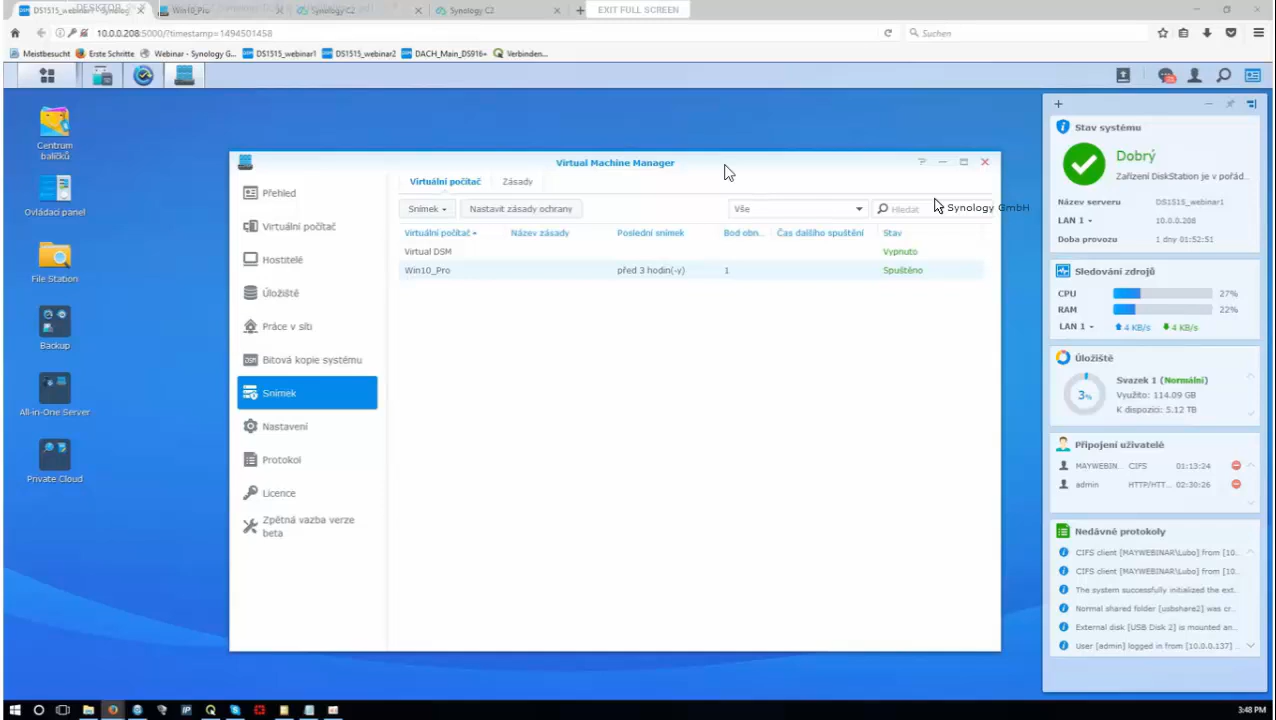 DS1515_webinar1 - Synolo...
Win10_Pro
Synology C2
Synology C2
EXIT FULL SCREEN
10.0.0.208:5000/?timestamp=1494501458
Suchen
Meistbesucht
Erste Schritte
Webinar - Synology G...
DS1515_webinar1
DS1515_webinar2
DACH_Main_DS916+
Verbinden...
Centrum
balíčků
Ovládací panel
File Station
Backup
All-in-One Server
Private Cloud
Virtual Machine Manager
Přehled
Virtuální počítač
Hostitelé
Úložiště
Práce v síti
Bitová kopie systému
Snímek
Nastavení
Protokol
Licence
Zpětná vazba verze
beta
Virtuální počítač
Zásady
Snímek
Nastavit zásady ochrany
Vše
Hledat
Synology GmbH
Virtuální počítač
Název zásady
Poslední snímek
Bod obn...
Čas dalšího spuštění
Stav
Virtual DSM
Vypnuto
Win10_Pro
před 3 hodin(-y)
1
Spuštěno
Stav systému
Dobrý
Zařízení DiskStation je v pořád...
Název serveru
DS1515_webinar1
LAN 1
10.0.0.208
Doba provozu
1 dny 01:52:51
Sledování zdrojů
CPU
27%
RAM
22%
LAN 1
4 KB/s
4 KB/s
Úložiště
3%
Svazek 1 (Normální)
Využito: 114.09 GB
K dispozici: 5.12 TB
Připojení uživatelé
MAYWEBIN...
CIFS
01:13:24
admin
HTTP/HTT...
02:30:26
Nedávné protokoly
CIFS client [MAYWEBINAR\Lubo] from [10...
CIFS client [MAYWEBINAR\Lubo] from [10...
The system successfully initialized the ext...
Normal shared folder [usbshare2] was cr...
External disk [USB Disk 2] is mounted an...
User [admin] logged in from [10.0.0.137] ...
3:48 PM